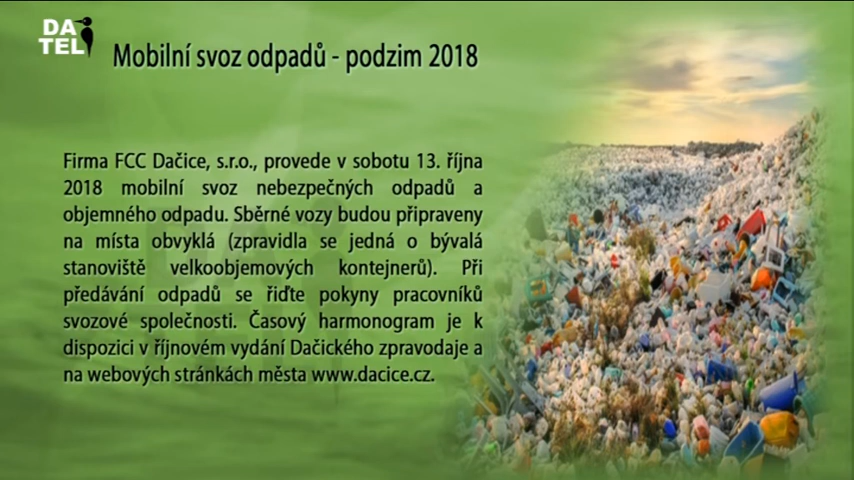 DA
TEL
Mobilní svoz odpadů - podzim 2018
Firma FCC Dačice, s.r.o., provede v sobotu 13. října
2018 mobilní svoz nebezpečných odpadů a
objemného odpadu. Sběrné vozy budou připraveny
na místa obvyklá (zpravidla se jedná o bývalá
stanoviště velkoobjemových kontejnerů). Při
předávání odpadů se řiďte pokyny pracovníků
svozové společnosti. Časový harmonogram je k
dispozici v říjnovém vydání Dačického zpravodaje a
na webových stránkách města www.dacice.cz.